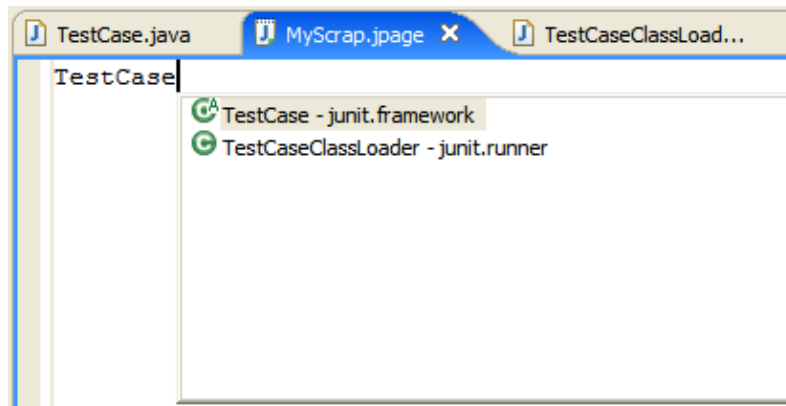 TestCase.java MyScrap.jpage TestCaseClassLoad...
TestCase
TestCase - junit.framework
TestCaseClassLoader - junit.runner